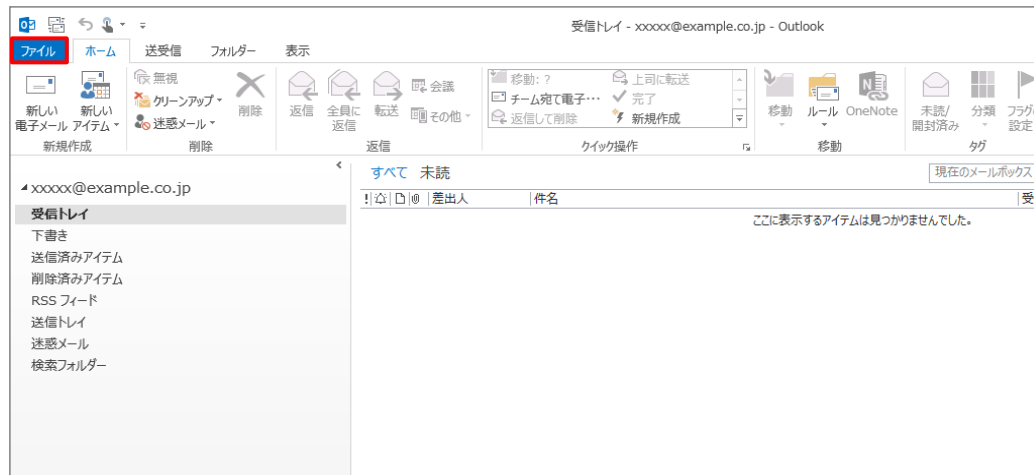 受信トレイ - xxxxx@example.co.jp - Outlook
ファイル ホーム 送受信 フォルダー 表示
新しい電子メール
新しいアイテム
無視
クリーンアップ
迷惑メール
削除
返信
全員に返信
転送
会議
その他
移動: ?
チーム宛て電子…
返信して削除
上司に転送
完了
新規作成
移動
ルール
OneNote
未読/開封済み
分類
新規作成 削除 返信 クイック操作 移動 タグ
すべて 未読
現在のメールボックス
xxxxx@example.co.jp
! 差出人 件名 受
ここに表示するアイテムは見つかりませんでした。
受信トレイ
下書き
送信済みアイテム
削除済みアイテム
RSS フィード
送信トレイ
迷惑メール
検索フォルダー